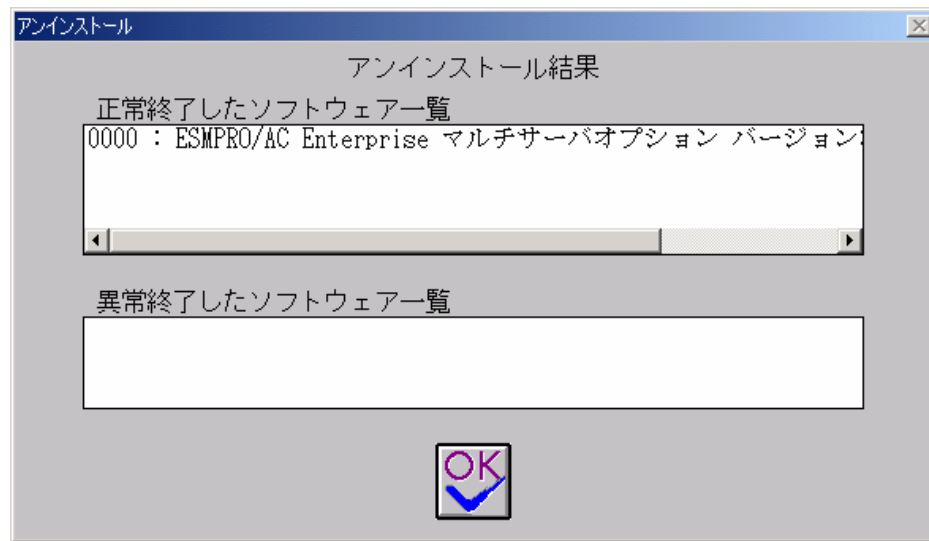 アンインストール
アンインストール結果
正常終了したソフトウェア一覧
0000 : ESMPRO/AC Enterprise マルチサーバオプション バージョン
異常終了したソフトウェア一覧
OK